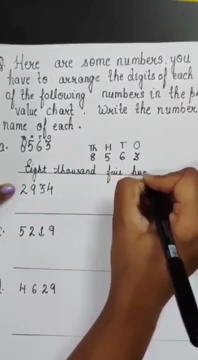 Here are some numbers, you
have to arrange the digits of each
of the following numbers in the
value chart. Write the number
name of each.
Th H T O
8563
Th H T O
8 5 6 3
Eight thousand five hun
2934
5219
4629